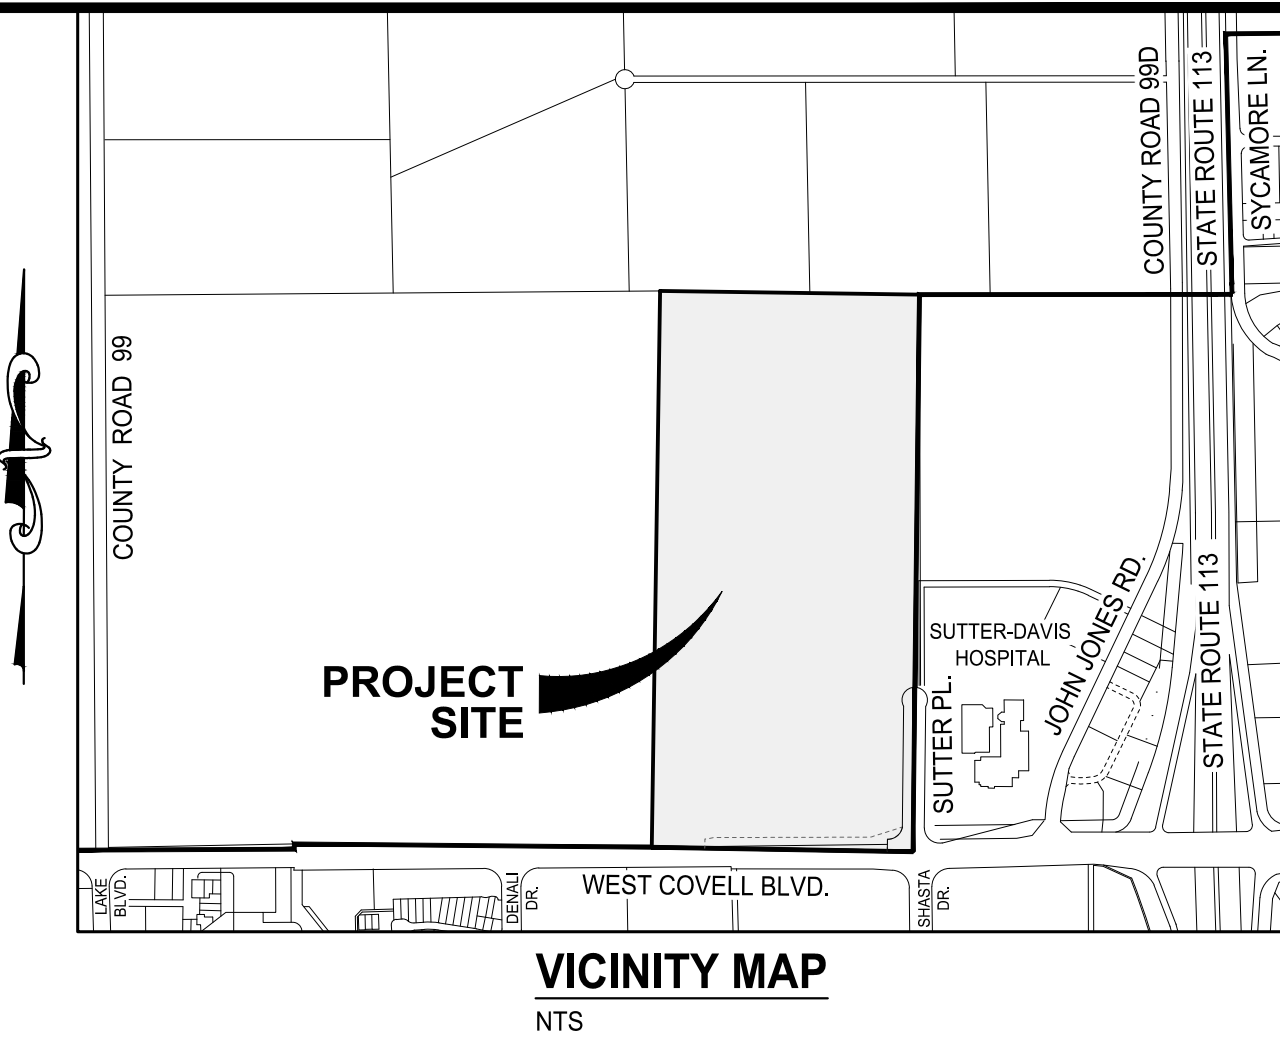 COUNTY ROAD 99D
STATE ROUTE 113
SYCAMORE LN.
COUNTY ROAD 99
PROJECT
SITE
SUTTER-DAVIS
HOSPITAL
JOHN JONES RD.
STATE ROUTE 113
SUTTER PL.
LAKE
BLVD.
DENALI
DR.
WEST COVELL BLVD.
SHASTA
DR.
VICINITY MAP
NTS